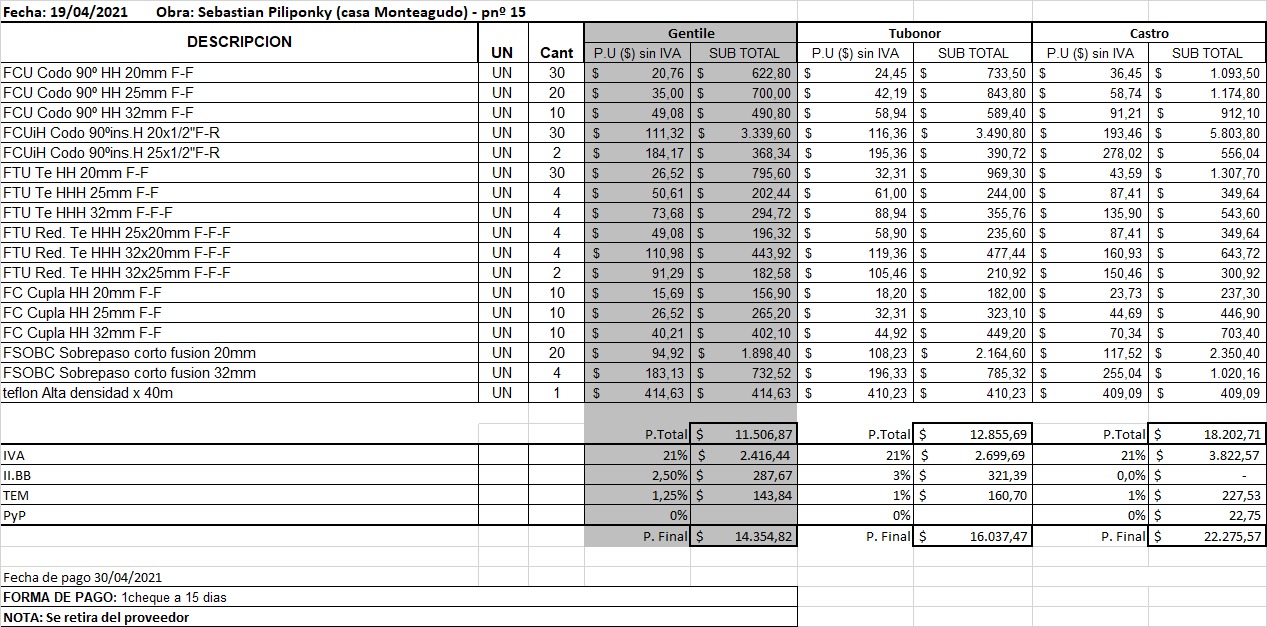 Fecha: 19/04/2021 Obra: Sebastian Piliponky (casa Monteagudo) - pnº 15
DESCRIPCION UN Cant Gentile Tubonor Castro
P.U ($) sin IVA SUB TOTAL P.U ($) sin IVA SUB TOTAL P.U ($) sin IVA SUB TOTAL
FCU Codo 90º HH 20mm F-F UN 30 $ 20,76 $ 622,80 $ 24,45 $ 733,50 $ 36,45 $ 1.093,50
FCU Codo 90º HH 25mm F-F UN 20 $ 35,00 $ 700,00 $ 42,19 $ 843,80 $ 58,74 $ 1.174,80
FCU Codo 90º HH 32mm F-F UN 10 $ 49,08 $ 490,80 $ 58,94 $ 589,40 $ 91,21 $ 912,10
FCUiH Codo 90ºins.H 20x1/2"F-R UN 30 $ 111,32 $ 3.339,60 $ 116,36 $ 3.490,80 $ 193,46 $ 5.803,80
FCUiH Codo 90ºins.H 25x1/2"F-R UN 2 $ 184,17 $ 368,34 $ 195,36 $ 390,72 $ 278,02 $ 556,04
FTU Te HH 20mm F-F UN 30 $ 26,52 $ 795,60 $ 32,31 $ 969,30 $ 43,59 $ 1.307,70
FTU Te HHH 25mm F-F UN 4 $ 50,61 $ 202,44 $ 61,00 $ 244,00 $ 87,41 $ 349,64
FTU Te HHH 32mm F-F-F UN 4 $ 73,68 $ 294,72 $ 88,94 $ 355,76 $ 135,90 $ 543,60
FTU Red. Te HHH 25x20mm F-F-F UN 4 $ 49,08 $ 196,32 $ 58,90 $ 235,60 $ 87,41 $ 349,64
FTU Red. Te HHH 32x20mm F-F-F UN 4 $ 110,98 $ 443,92 $ 119,36 $ 477,44 $ 160,93 $ 643,72
FTU Red. Te HHH 32x25mm F-F-F UN 2 $ 91,29 $ 182,58 $ 105,46 $ 210,92 $ 150,46 $ 300,92
FC Cupla HH 20mm F-F UN 10 $ 15,69 $ 156,90 $ 18,20 $ 182,00 $ 23,73 $ 237,30
FC Cupla HH 25mm F-F UN 10 $ 26,52 $ 265,20 $ 32,31 $ 323,10 $ 44,69 $ 446,90
FC Cupla HH 32mm F-F UN 10 $ 40,21 $ 402,10 $ 44,92 $ 449,20 $ 70,34 $ 703,40
FSOBC Sobrepaso corto fusion 20mm UN 20 $ 94,92 $ 1.898,40 $ 108,23 $ 2.164,60 $ 117,52 $ 2.350,40
FSOBC Sobrepaso corto fusion 32mm UN 4 $ 183,13 $ 732,52 $ 196,33 $ 785,32 $ 255,04 $ 1.020,16
teflon Alta densidad x 40m UN 1 $ 414,63 $ 414,63 $ 410,23 $ 410,23 $ 409,09 $ 409,09
P.Total $ 11.506,87 P.Total $ 12.855,69 P.Total $ 18.202,71
IVA 21% $ 2.416,44 21% $ 2.699,69 21% $ 3.822,57
II.BB 2,50% $ 287,67 3% $ 321,39 0,0% $ -
TEM 1,25% $ 143,84 1% $ 160,70 1% $ 227,53
PyP 0% 0% 0% $ 22,75
P. Final $ 14.354,82 P. Final $ 16.037,47 P. Final $ 22.275,57
Fecha de pago 30/04/2021
FORMA DE PAGO: 1cheque a 15 dias
NOTA: Se retira del proveedor